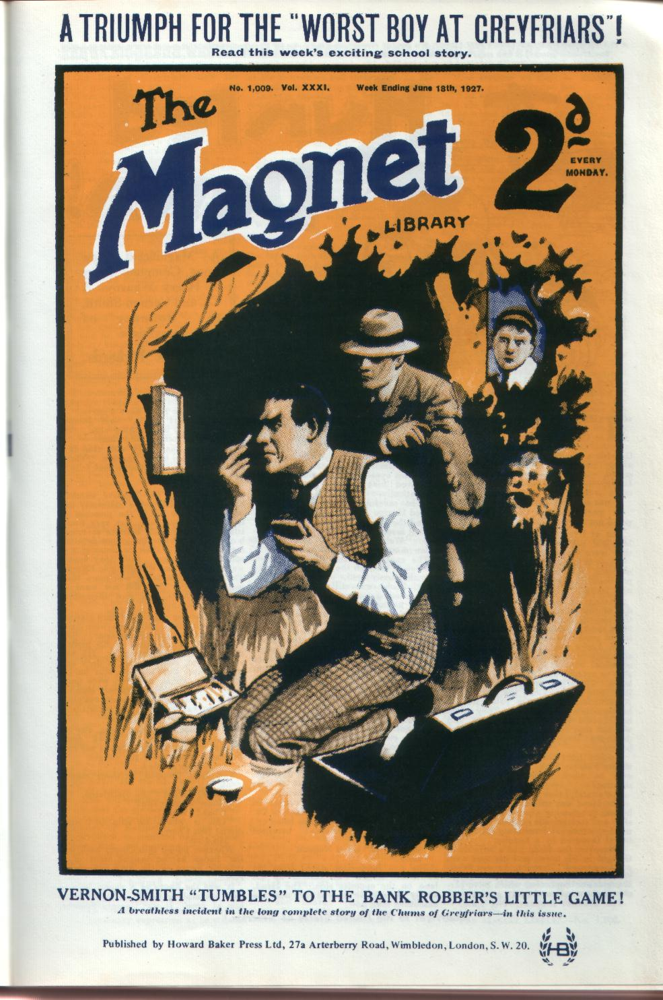 A TRIUMPH FOR THE "WORST BOY AT GREYFRIARS"!
Read this week's exciting school story.
No. 1,009. Vol. XXXI. Week Ending June 18th, 1927.
The
Magnet
LIBRARY
2d
EVERY
MONDAY.
VERNON-SMITH "TUMBLES" TO THE BANK ROBBER'S LITTLE GAME!
A breathless incident in the long complete story of the Chums of Greyfriars—in this issue.
Published by Howard Baker Press Ltd, 27a Arterberry Road, Wimbledon, London, S. W. 20.
HB